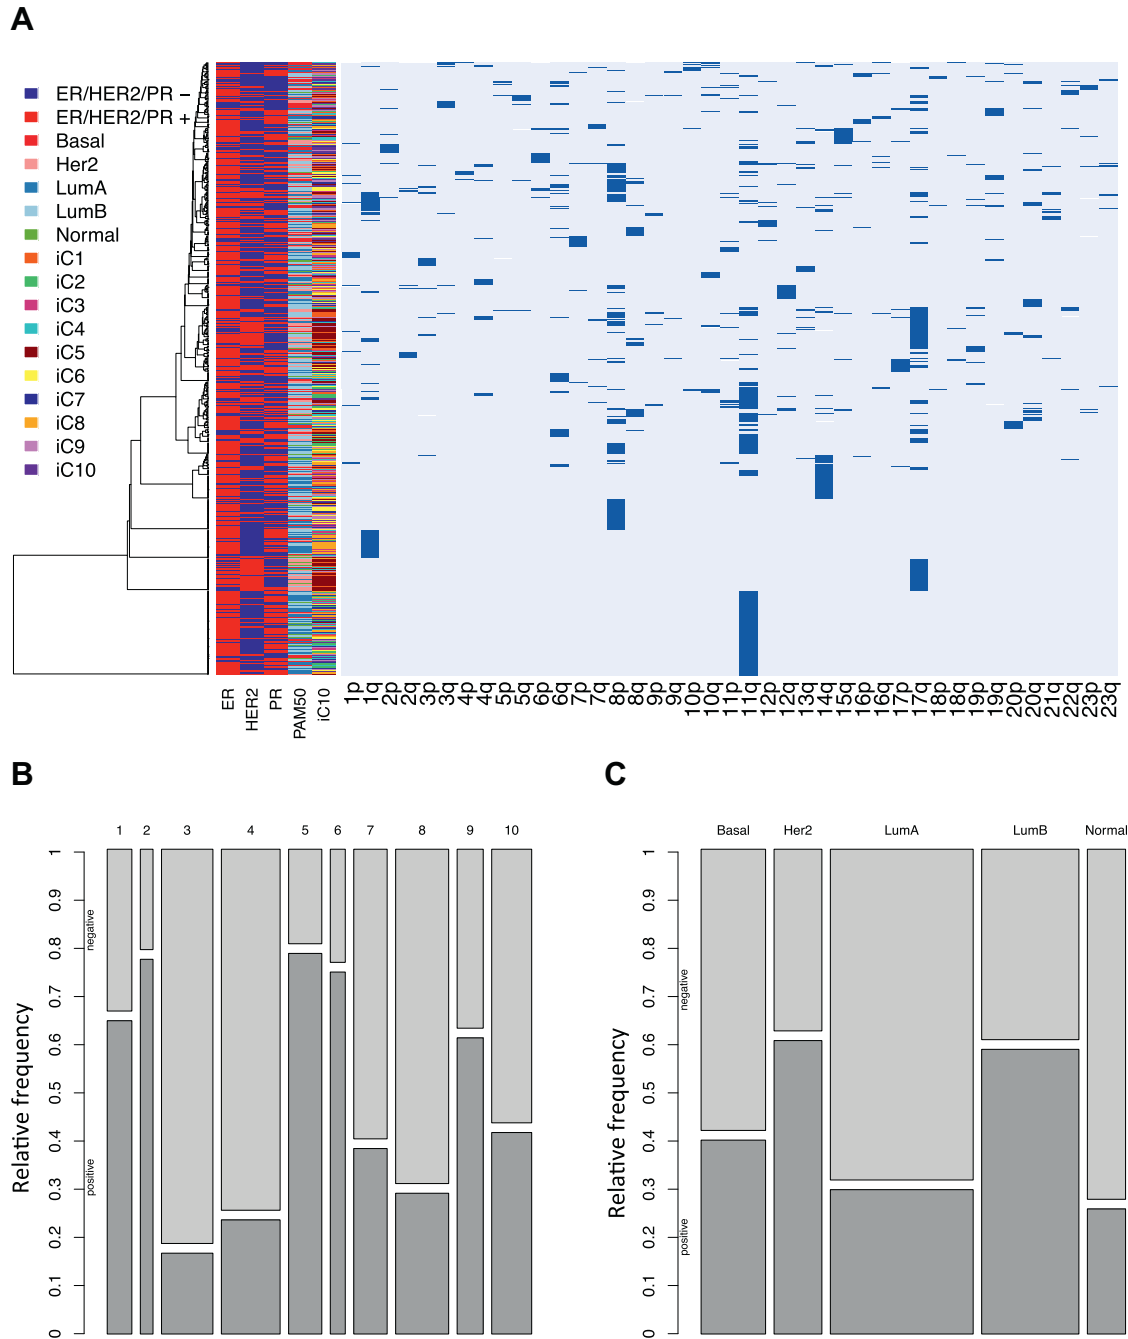 A
ER/HER2/PR −
ER/HER2/PR +
Basal
Her2
LumA
LumB
Normal
iC1
iC2
iC3
iC4
iC5
iC6
iC7
iC8
iC9
iC10
ER
HER2
PR
PAM50
iC10
1p
1q
2p
2q
3p
3q
4p
4q
5p
5q
6p
6q
7p
7q
8p
8q
9p
9q
10p
10q
11p
11q
12p
12q
13q
14q
15q
16p
16q
17p
17q
18p
18q
19p
19q
20p
20q
21q
22q
23p
23q
B
1 2 3 4 5 6 7 8 9 10
1
0.9
0.8
0.7
0.6
0.5
0.4
0.3
0.2
0.1
0
negative
positive
Relative frequency
C
Basal Her2 LumA LumB Normal
1
0.9
0.8
0.7
0.6
0.5
0.4
0.3
0.2
0.1
0
negative
positive
Relative frequency